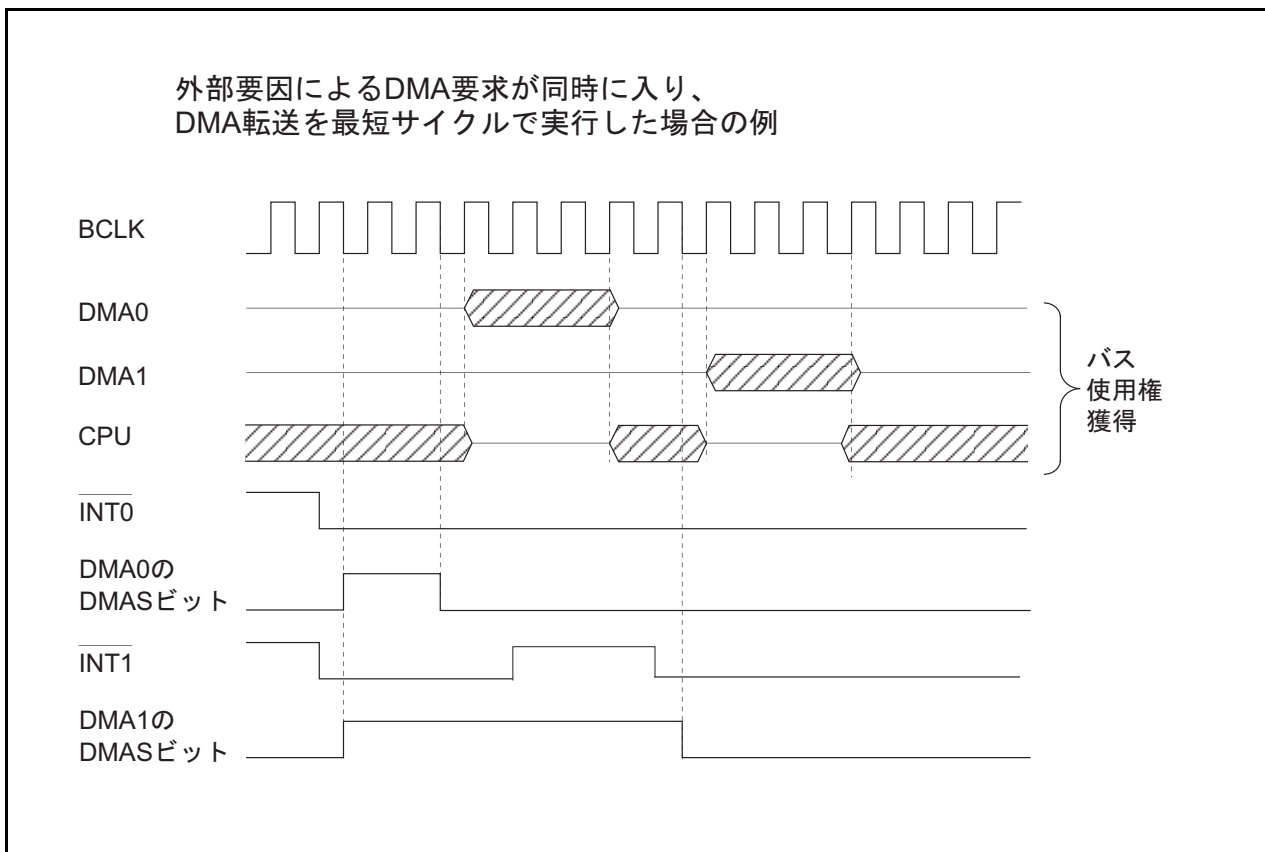 外部要因によるDMA要求が同時に入り、
DMA転送を最短サイクルで実行した場合の例
BCLK
DMA0
DMA1
CPU
バス
使用権
獲得
INT0
DMA0の
DMASビット
INT1
DMA1の
DMASビット